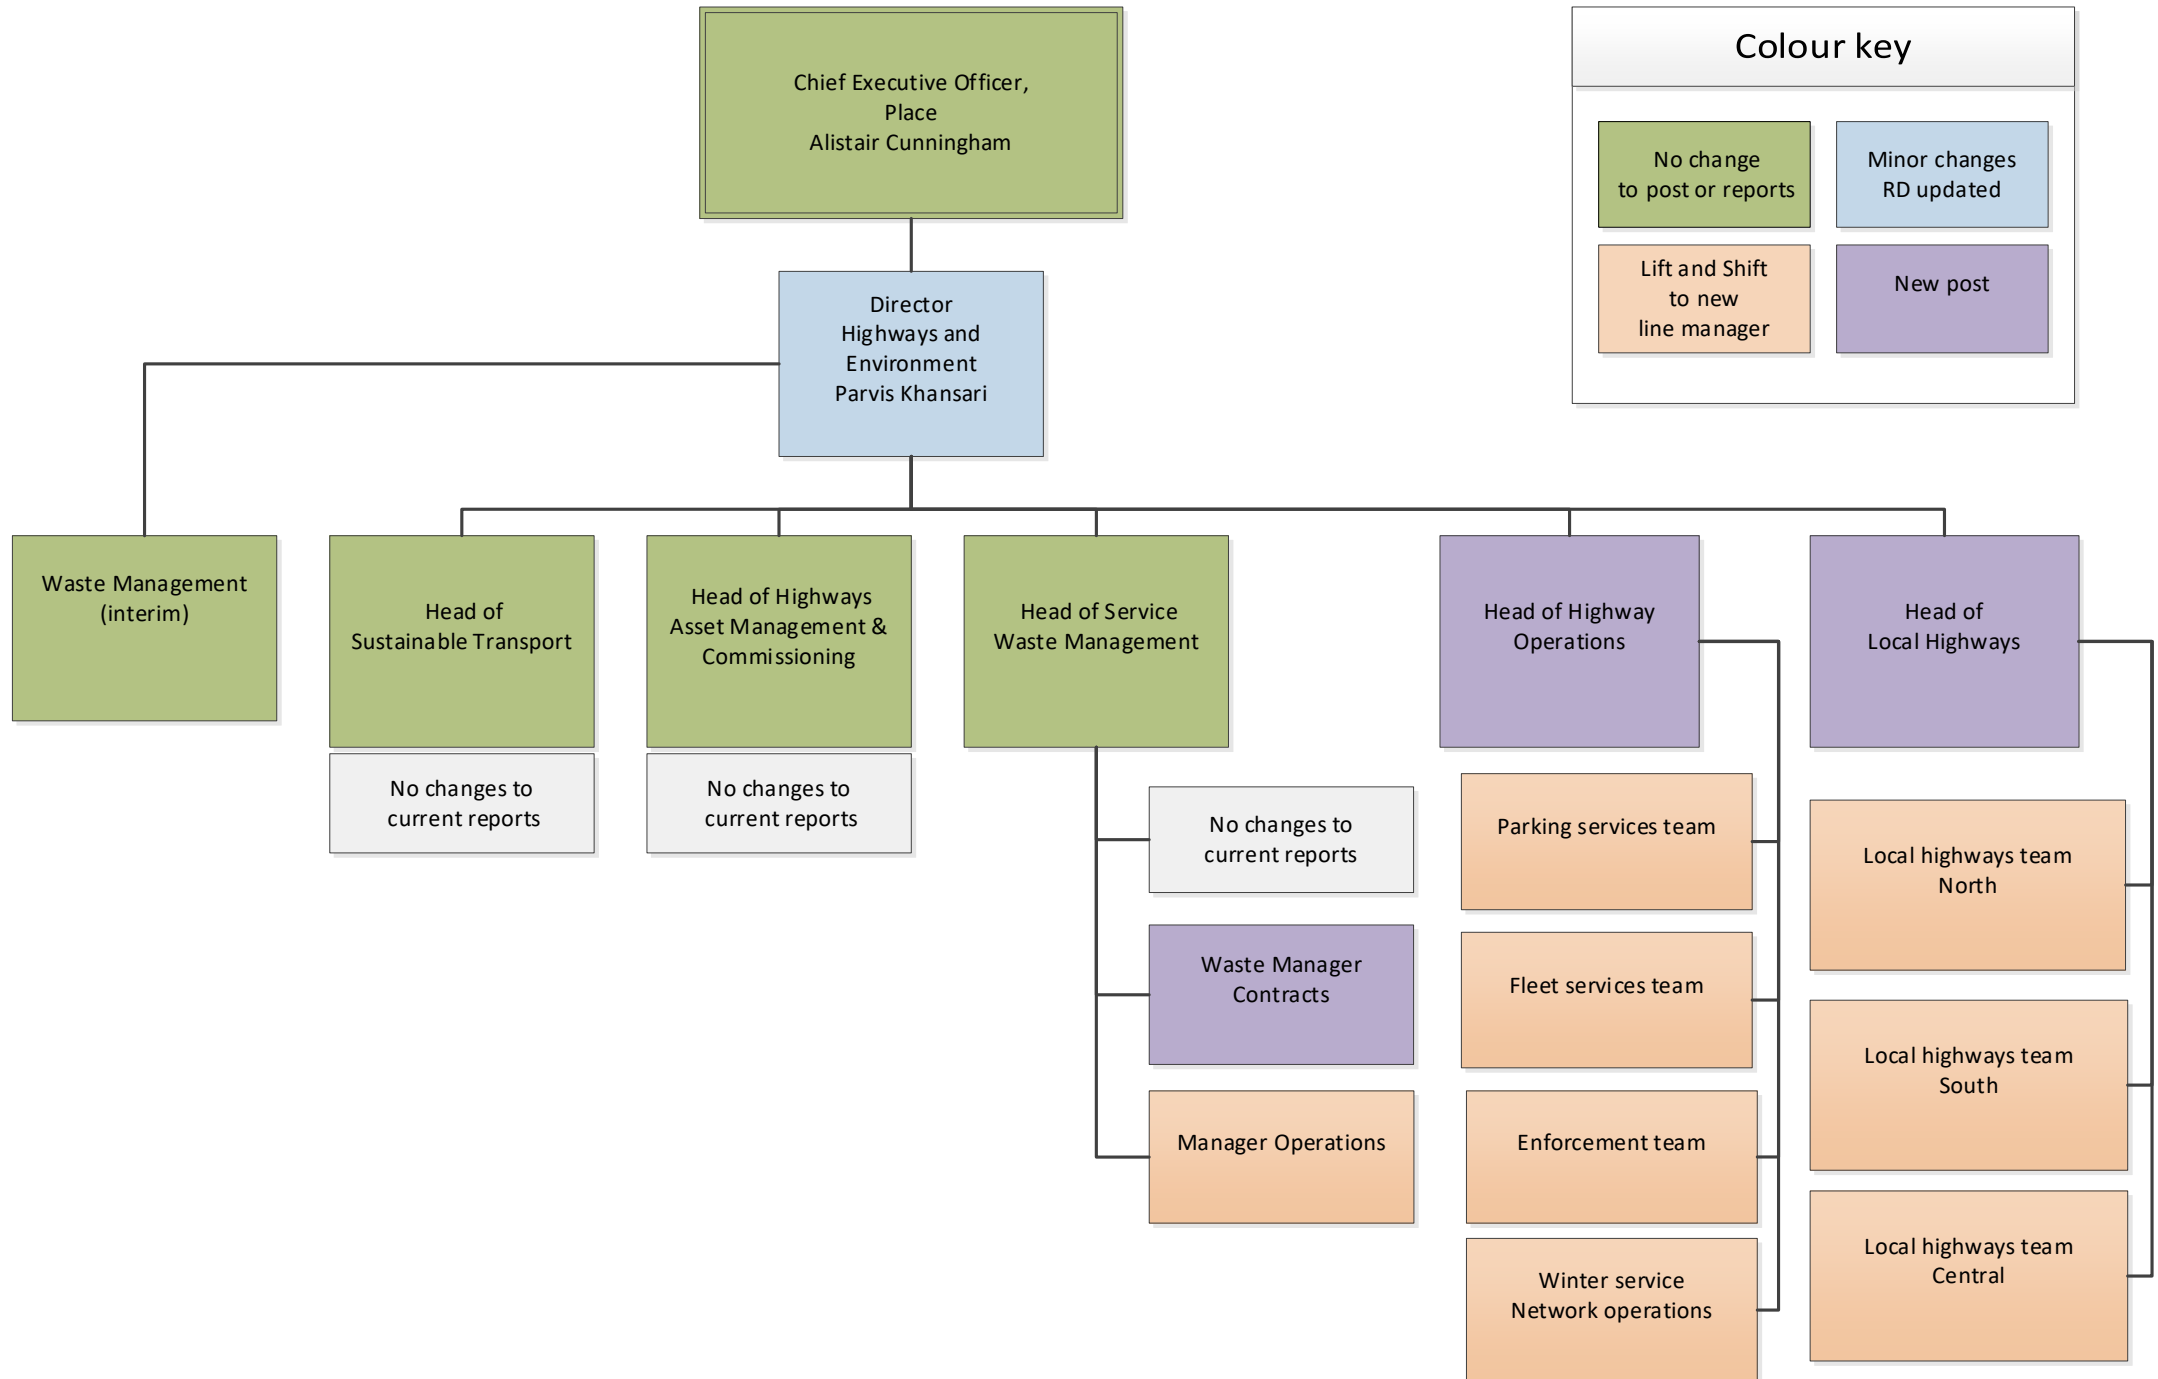 Chief Executive Officer,
Place
Alistair Cunningham
Colour key
No change
to post or reports
Minor changes
RD updated
Lift and Shift
to new
line manager
New post
Director
Highways and
Environment
Parvis Khansari
Waste Management
(interim)
Head of
Sustainable Transport
Head of Highways
Asset Management &
Commissioning
Head of Service
Waste Management
Head of Highway
Operations
Head of
Local Highways
No changes to
current reports
No changes to
current reports
No changes to
current reports
Waste Manager
Contracts
Manager Operations
Parking services team
Fleet services team
Enforcement team
Winter service
Network operations
Local highways team
North
Local highways team
South
Local highways team
Central